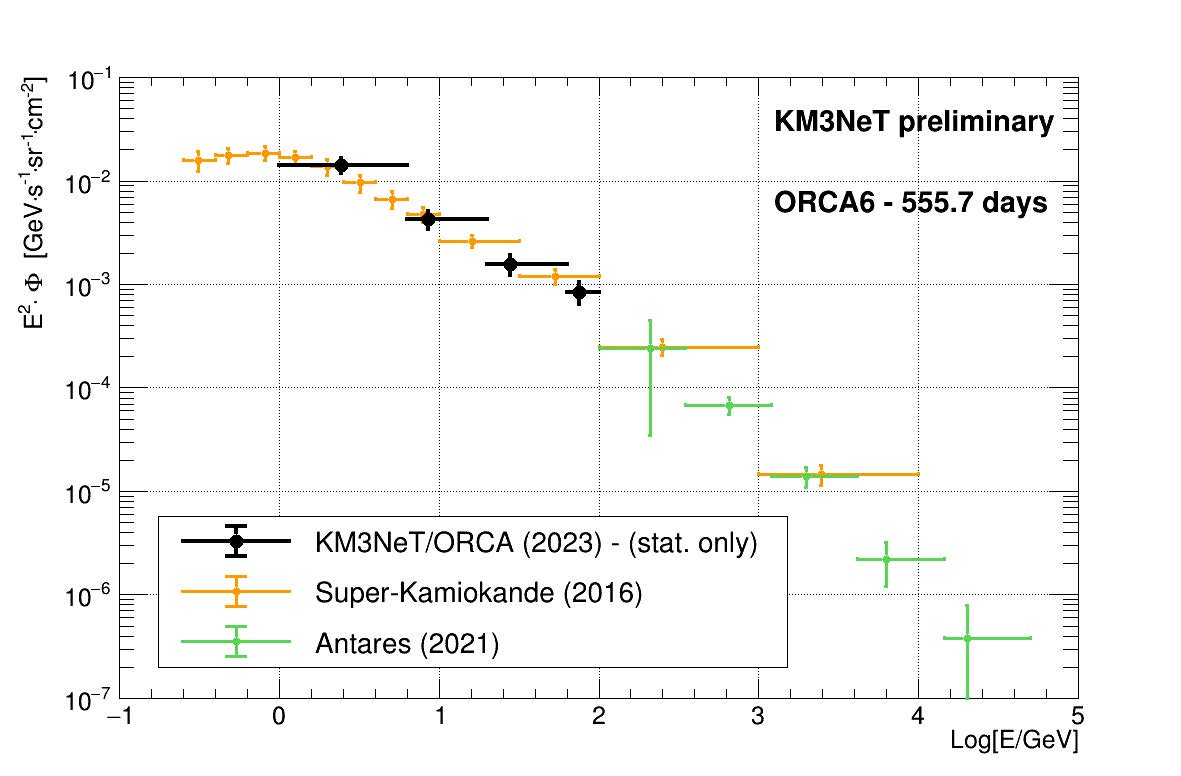 E²· Φ [GeV·s⁻¹·sr⁻¹·cm⁻²]
10⁻¹
10⁻²
10⁻³
10⁻⁴
10⁻⁵
10⁻⁶
10⁻⁷
KM3NeT preliminary
ORCA6 - 555.7 days
KM3NeT/ORCA (2023) - (stat. only)
Super-Kamiokande (2016)
Antares (2021)
−1 0 1 2 3 4 5
Log[E/GeV]